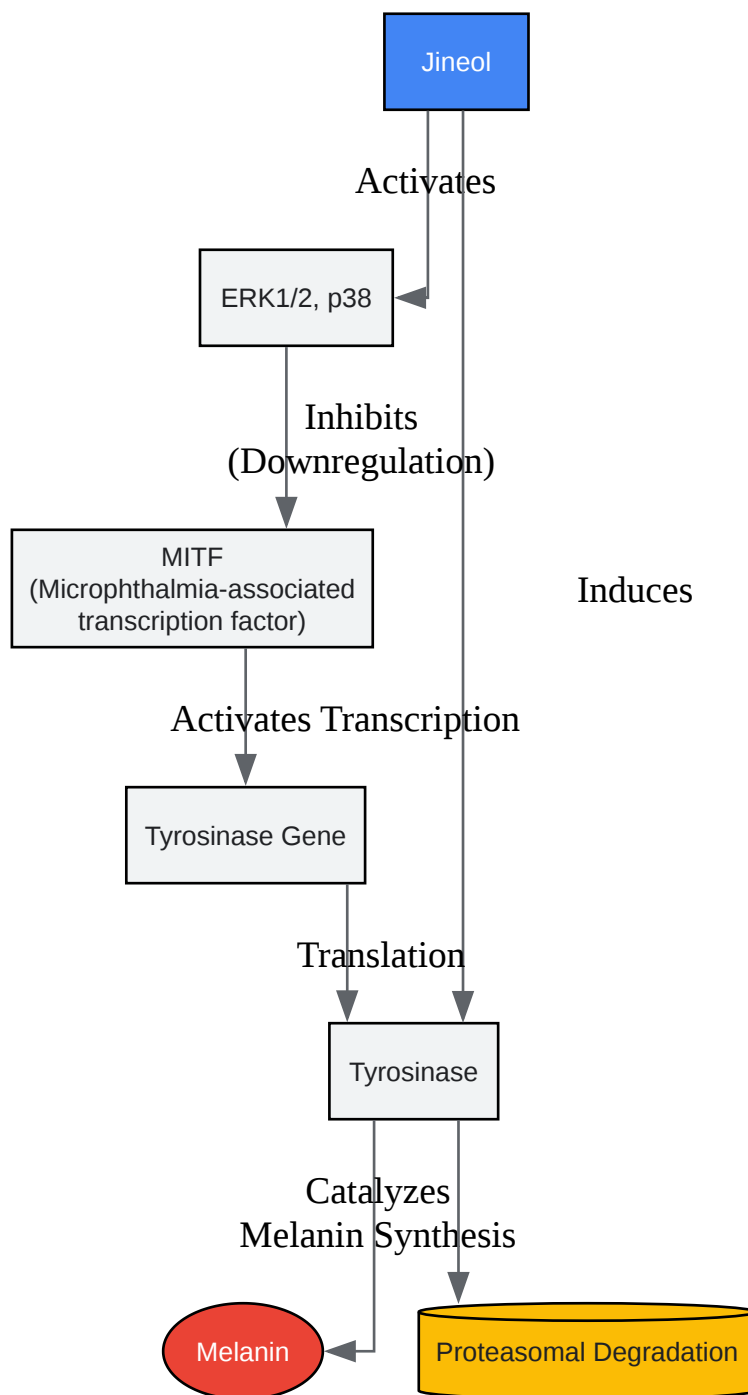 Jineol
Activates
ERK1/2, p38
Inhibits
(Downregulation)
MITF
(Microphthalmia-associated
transcription factor)
Induces
Activates Transcription
Tyrosinase Gene
Translation
Tyrosinase
Catalyzes
Melanin Synthesis
Melanin
Proteasomal Degradation